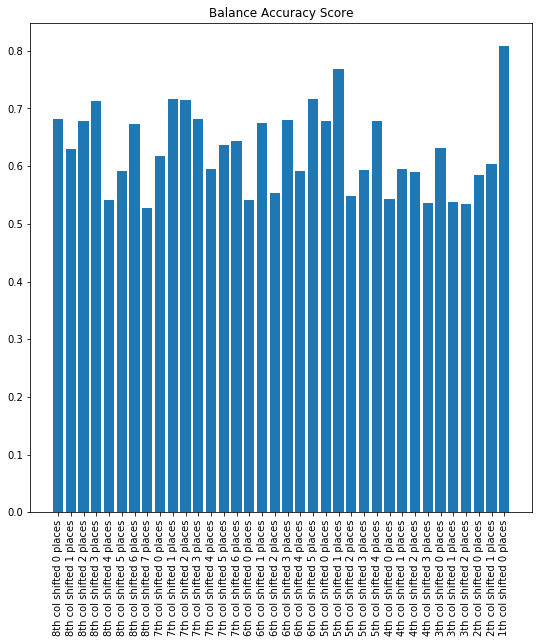 Balance Accuracy Score
0.8
0.7
0.6
0.5
0.4
0.3
0.2
0.1
0.0
8th col shifted 0 places
8th col shifted 1 places
8th col shifted 2 places
8th col shifted 3 places
8th col shifted 4 places
8th col shifted 5 places
8th col shifted 6 places
8th col shifted 7 places
7th col shifted 0 places
7th col shifted 1 places
7th col shifted 2 places
7th col shifted 3 places
7th col shifted 4 places
7th col shifted 5 places
7th col shifted 6 places
6th col shifted 0 places
6th col shifted 1 places
6th col shifted 2 places
6th col shifted 3 places
6th col shifted 4 places
6th col shifted 5 places
5th col shifted 0 places
5th col shifted 1 places
5th col shifted 2 places
5th col shifted 3 places
5th col shifted 4 places
4th col shifted 0 places
4th col shifted 1 places
4th col shifted 2 places
4th col shifted 3 places
3th col shifted 0 places
3th col shifted 1 places
3th col shifted 2 places
2th col shifted 0 places
2th col shifted 1 places
1th col shifted 0 places